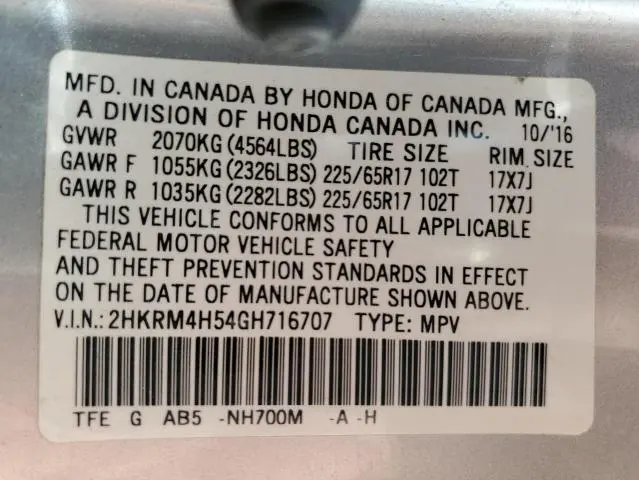 MFD. IN CANADA BY HONDA OF CANADA MFG.,
A DIVISION OF HONDA CANADA INC. 10/'16
GVWR 2070KG (4564LBS) TIRE SIZE RIM SIZE
GAWR F 1055KG (2326LBS) 225/65R17 102T 17X7J
GAWR R 1035KG (2282LBS) 225/65R17 102T 17X7J
THIS VEHICLE CONFORMS TO ALL APPLICABLE
FEDERAL MOTOR VEHICLE SAFETY
AND THEFT PREVENTION STANDARDS IN EFFECT
ON THE DATE OF MANUFACTURE SHOWN ABOVE.
V.I.N.: 2HKRM4H54GH716707 TYPE: MPV
TFE G AB5 -NH700M -A -H